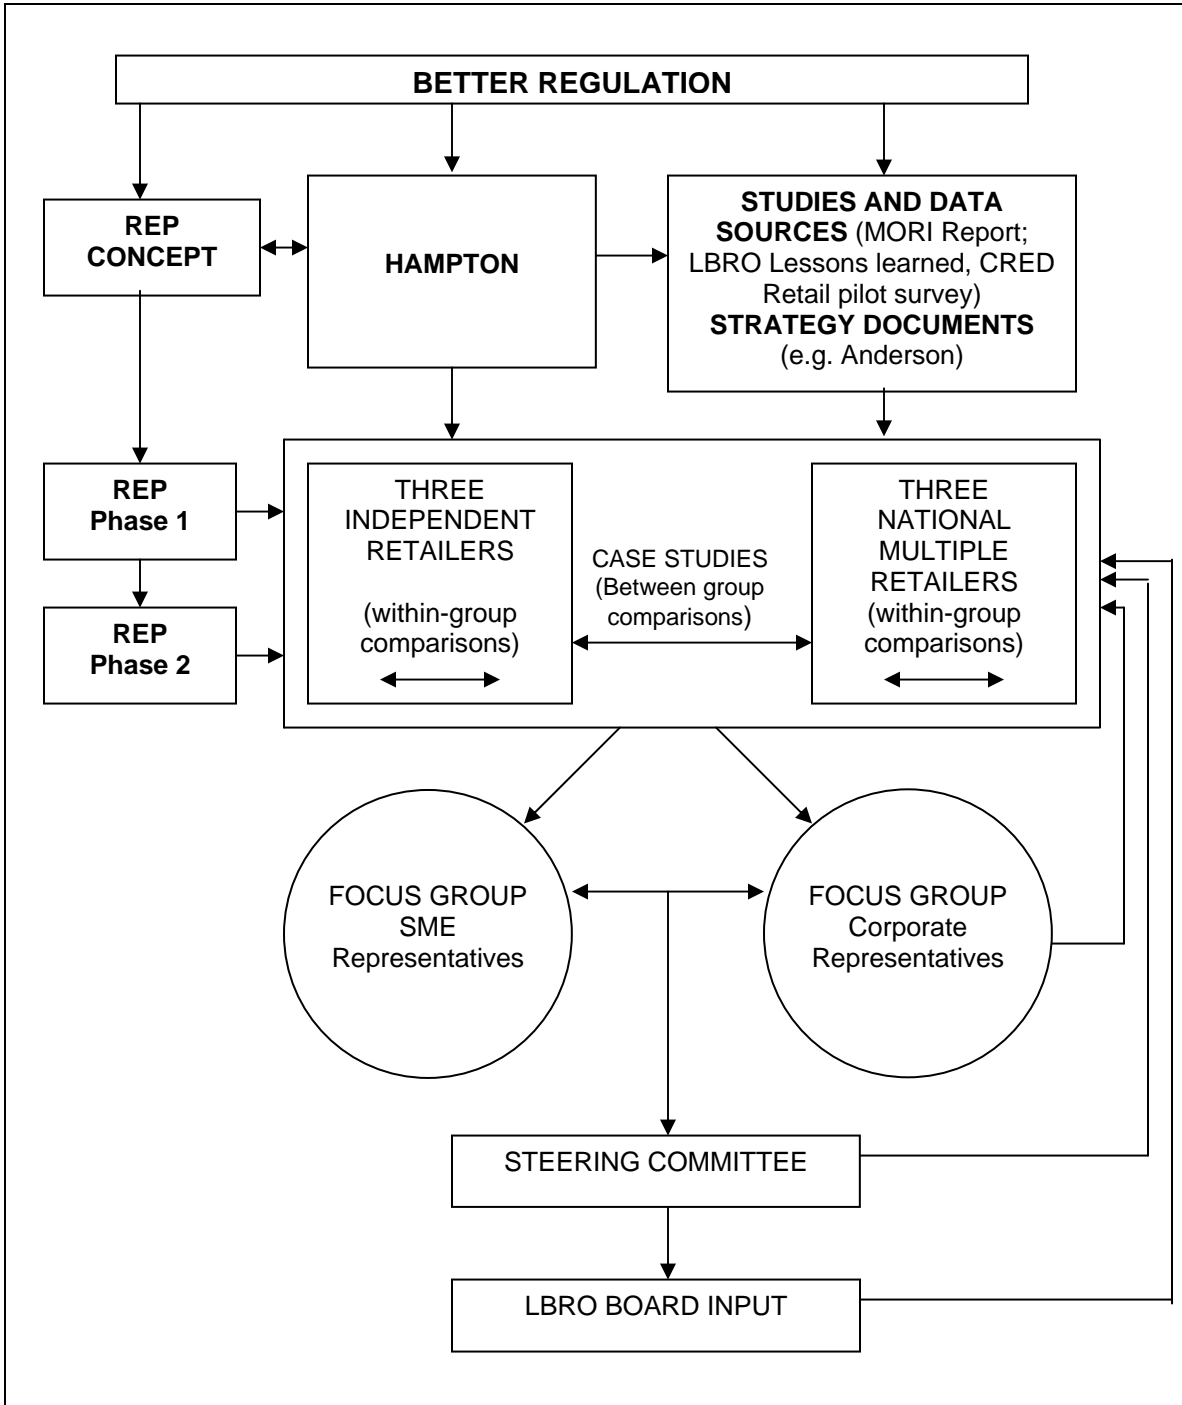 BETTER REGULATION
REP
CONCEPT
HAMPTON
STUDIES AND DATA
SOURCES (MORI Report;
LBRO Lessons learned, CRED
Retail pilot survey)
STRATEGY DOCUMENTS
(e.g. Anderson)
REP
Phase 1
REP
Phase 2
THREE
INDEPENDENT
RETAILERS
(within-group
comparisons)
CASE STUDIES
(Between group
comparisons)
THREE
NATIONAL
MULTIPLE
RETAILERS
(within-group
comparisons)
FOCUS GROUP
SME
Representatives
FOCUS GROUP
Corporate
Representatives
STEERING COMMITTEE
LBRO BOARD INPUT